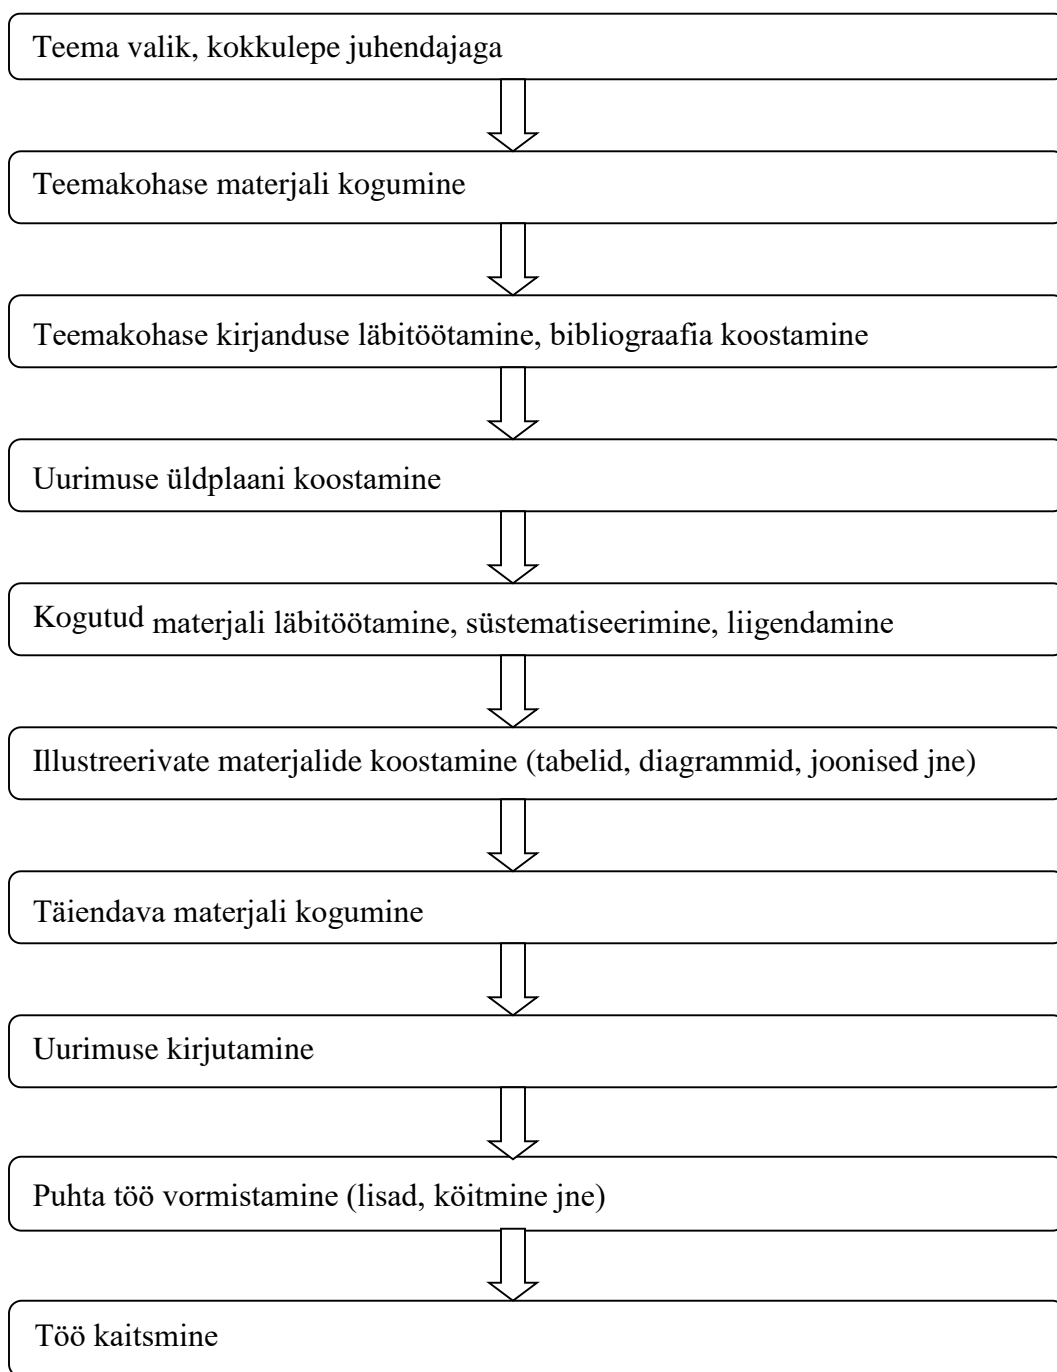 Teema valik, kokkulepe juhendajaga
Teemakohase materjali kogumine
Teemakohase kirjanduse läbitöötamine, bibliograafia koostamine
Uurimuse üldplaani koostamine
Kogutud materjali läbitöötamine, süstematiseerimine, liigendamine
Illustreerivate materjalide koostamine (tabelid, diagrammid, joonised jne)
Täiendava materjali kogumine
Uurimuse kirjutamine
Puhta töö vormistamine (lisad, köitmine jne)
Töö kaitsmine